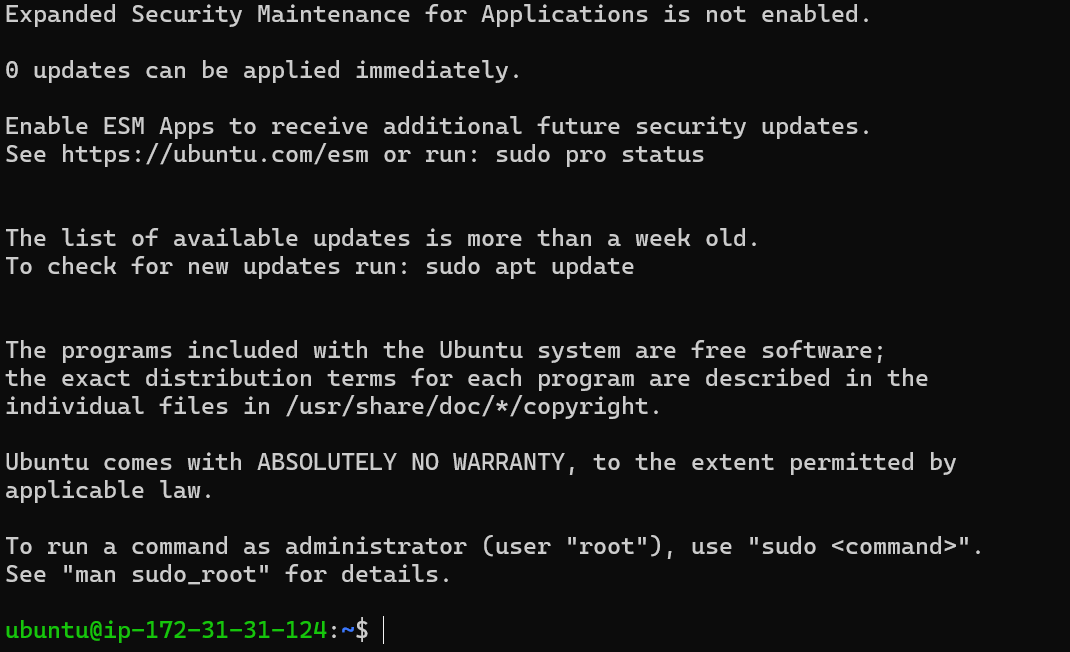 Expanded Security Maintenance for Applications is not enabled.
0 updates can be applied immediately.
Enable ESM Apps to receive additional future security updates.
See https://ubuntu.com/esm or run: sudo pro status
The list of available updates is more than a week old.
To check for new updates run: sudo apt update
The programs included with the Ubuntu system are free software;
the exact distribution terms for each program are described in the
individual files in /usr/share/doc/*/copyright.
Ubuntu comes with ABSOLUTELY NO WARRANTY, to the extent permitted by
applicable law.
To run a command as administrator (user "root"), use "sudo <command>".
See "man sudo_root" for details.
ubuntu@ip-172-31-31-124:~$